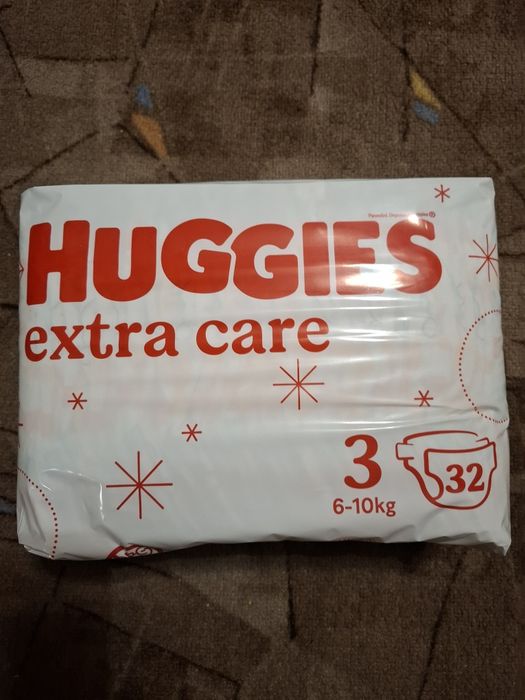 HUGGIES
extra care
3
32
6-10kg